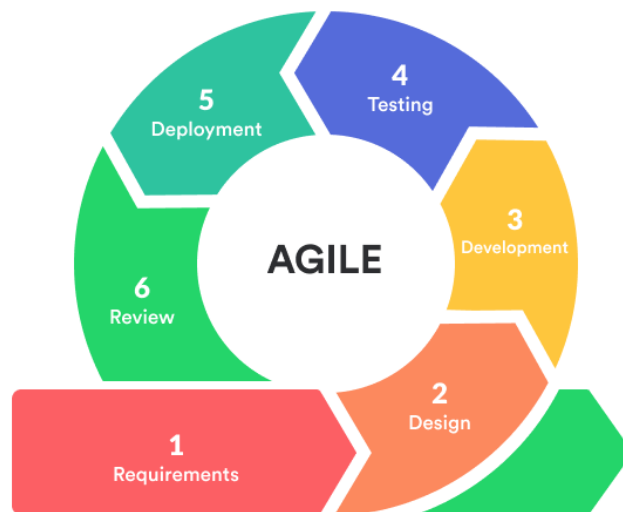 AGILE
1
Requirements
2
Design
3
Development
4
Testing
5
Deployment
6
Review